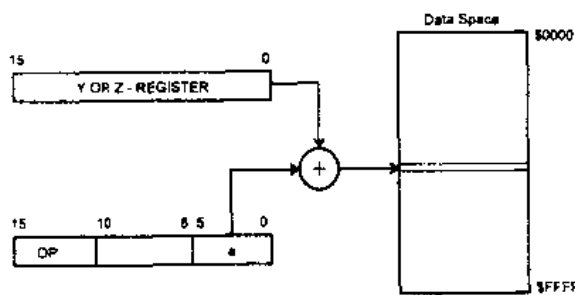 Data Space
$0000
15 0
Y OR Z - REGISTER
+
15 10 6 5 0
OP a
$FFFF